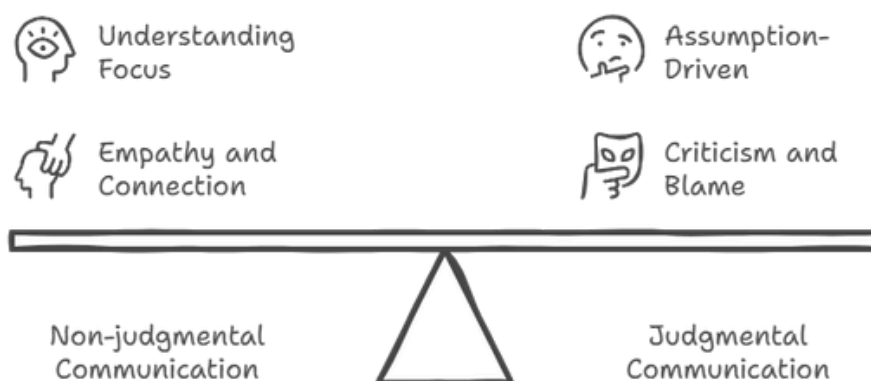 Understanding
Focus
Assumption-
Driven
Empathy and
Connection
Criticism and
Blame
Non-judgmental
Communication
Judgmental
Communication